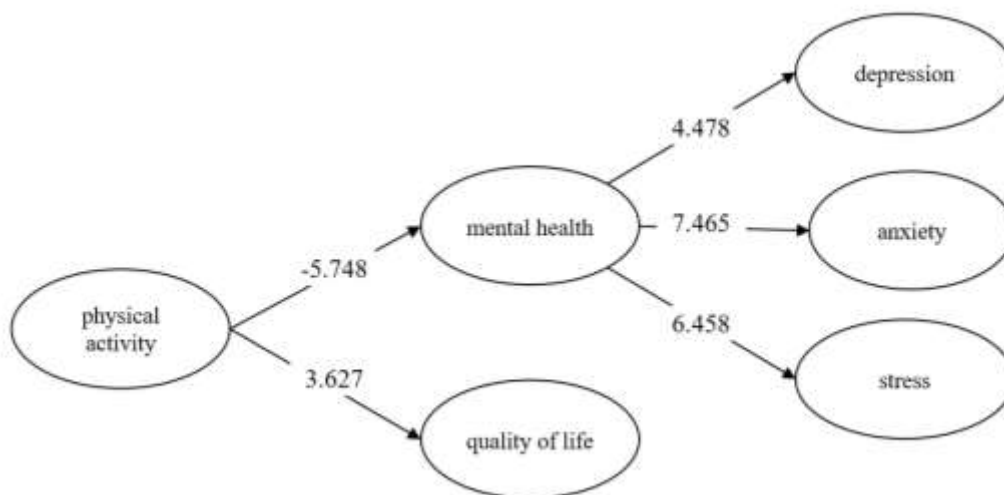 depression
4.478
mental health
7.465
anxiety
-5.748
physical
activity
6.458
3.627
stress
quality of life